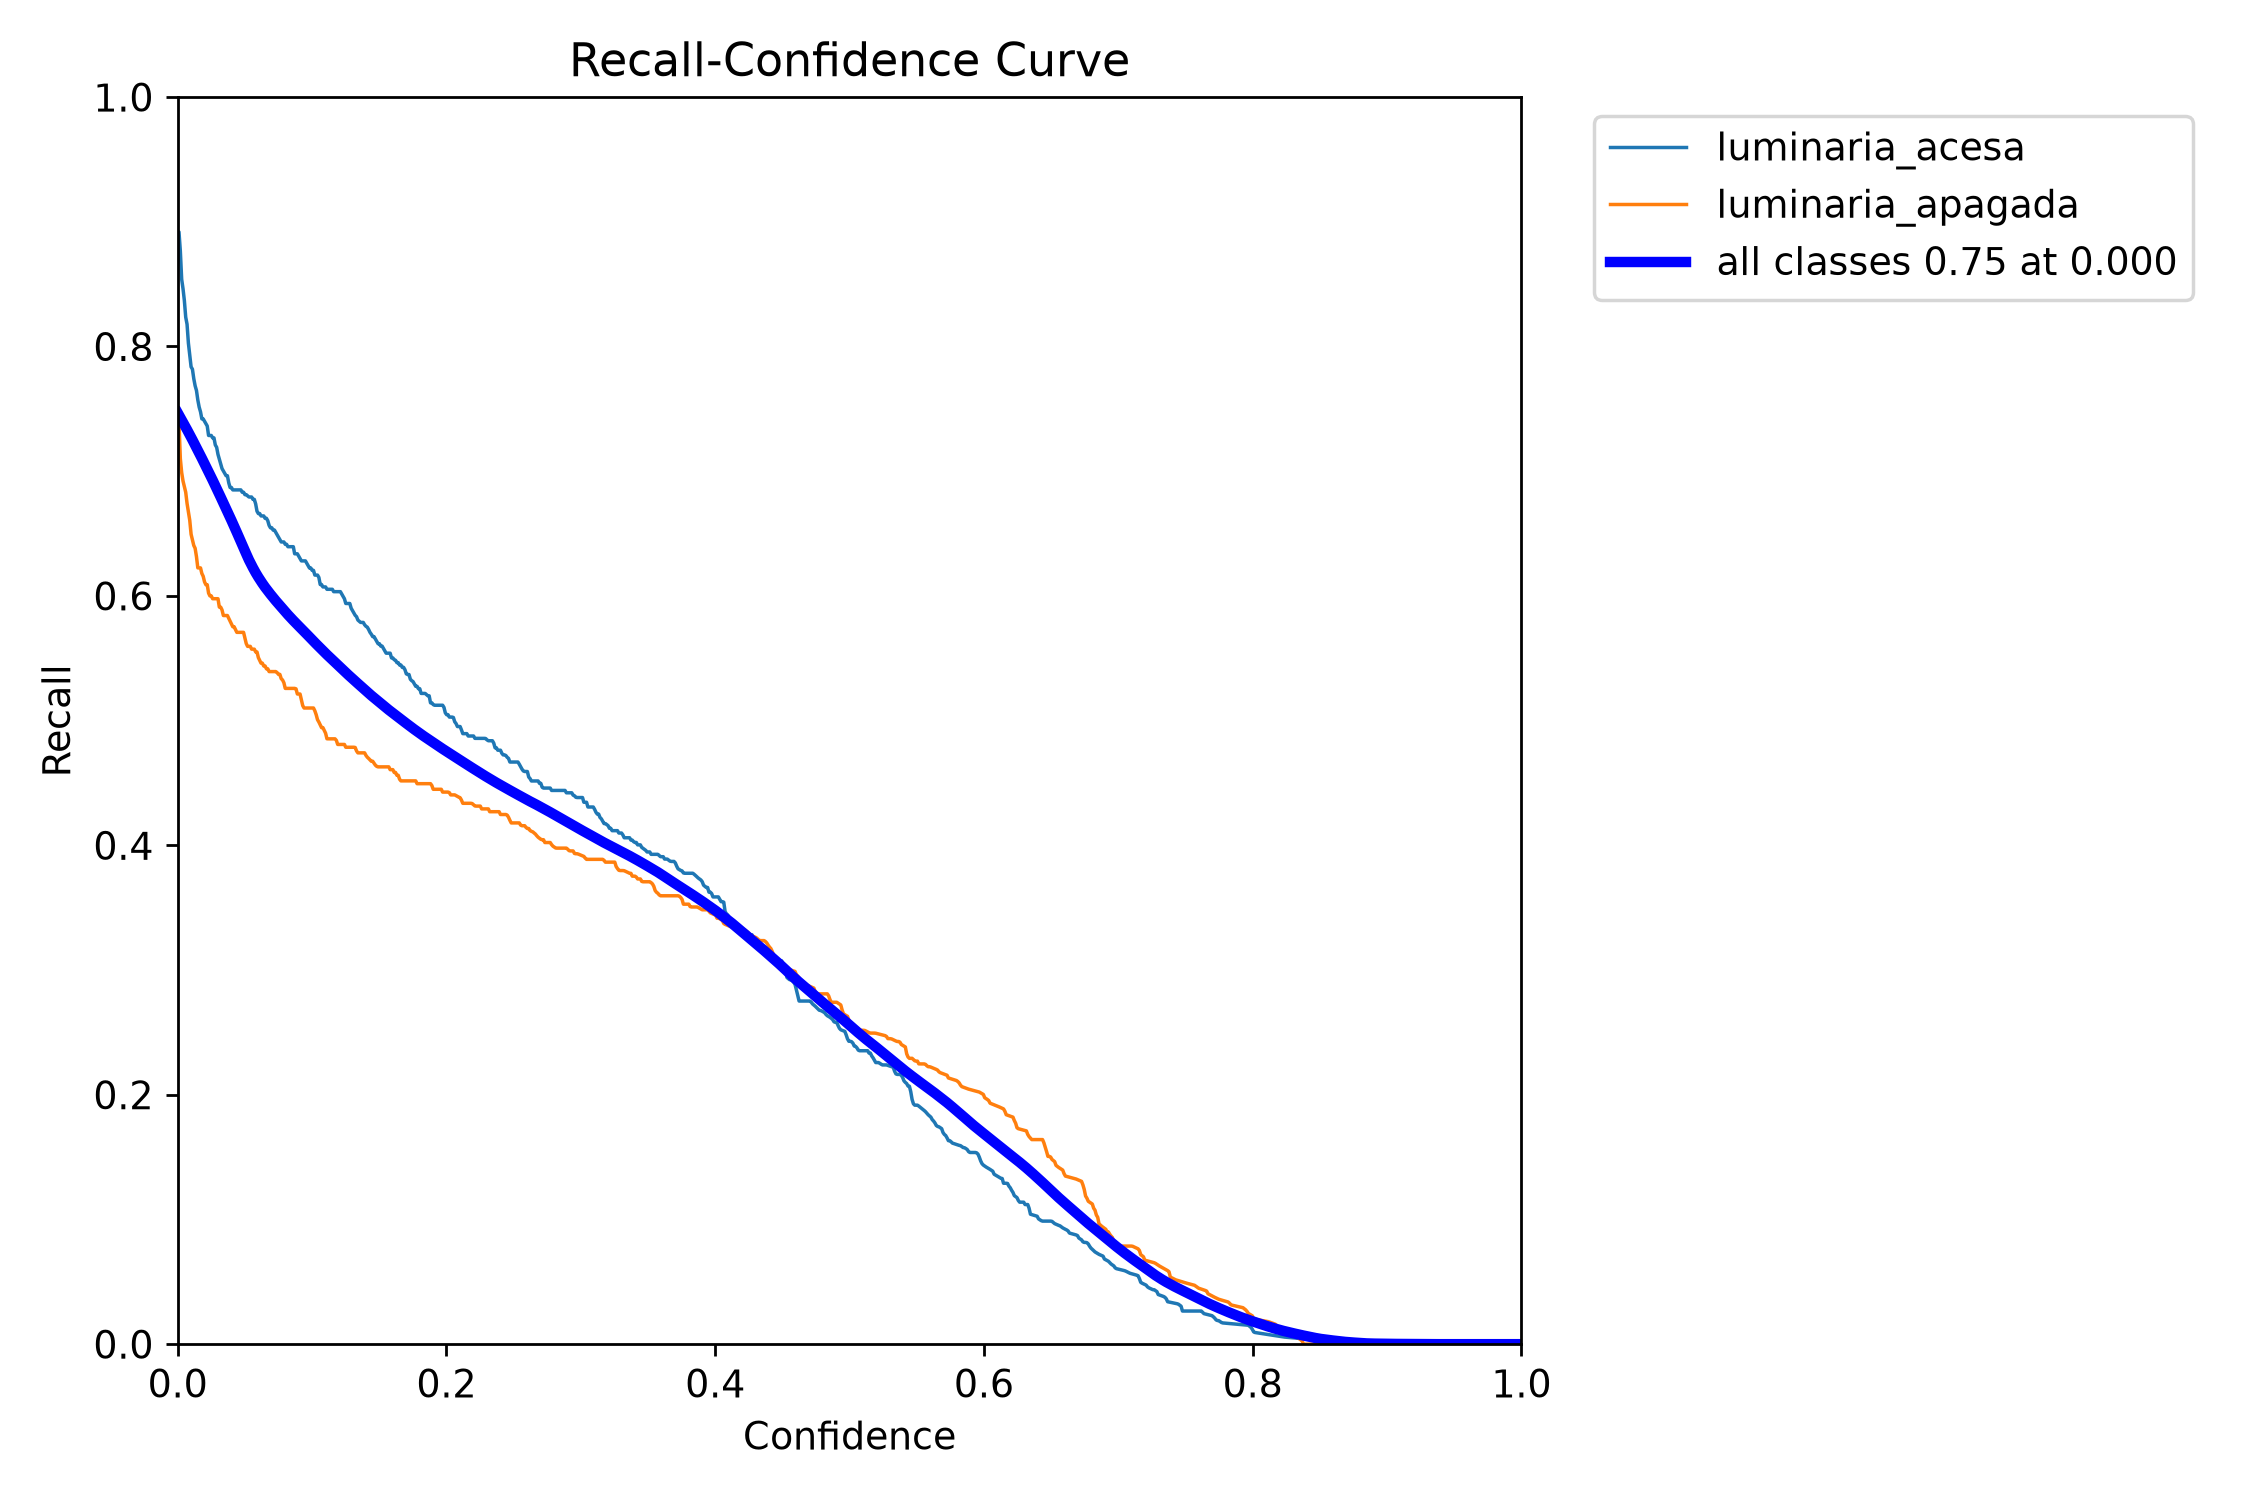 Recall-Confidence Curve
1.0
0.8
0.6
0.4
0.2
0.0
Recall
0.0 0.2 0.4 0.6 0.8 1.0
Confidence
luminaria_acesa
luminaria_apagada
all classes 0.75 at 0.000